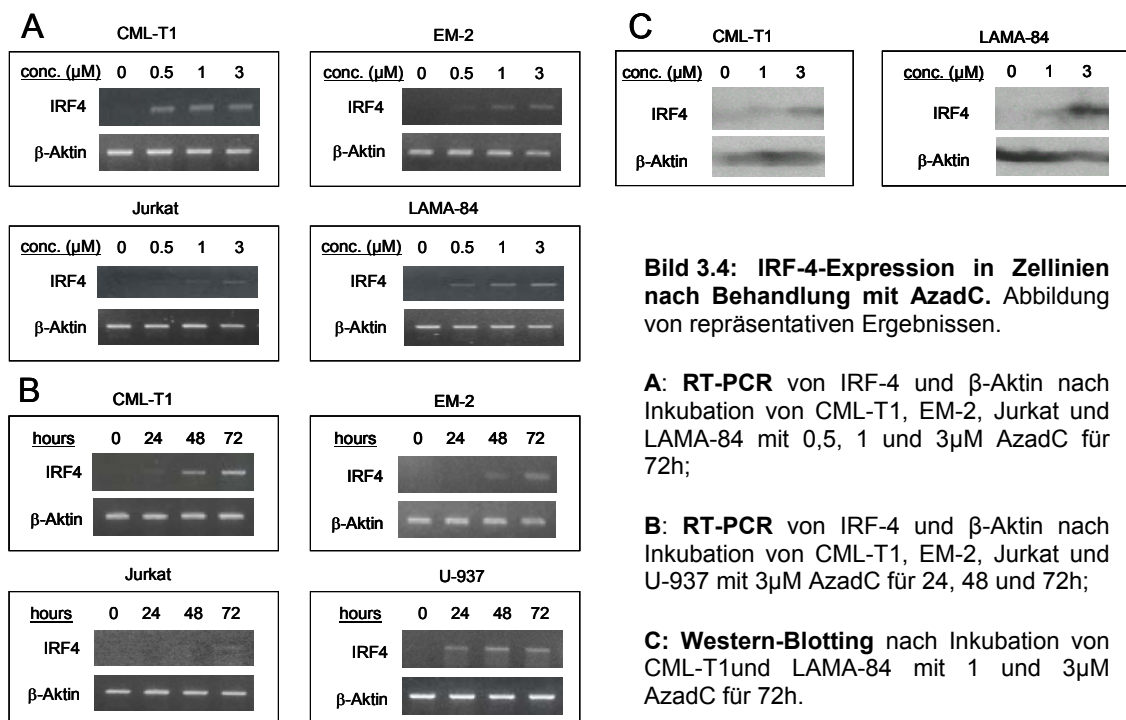 A
CML-T1
conc. (µM) 0 0.5 1 3
IRF4
β-Aktin
EM-2
conc. (µM) 0 0.5 1 3
IRF4
β-Aktin
Jurkat
conc. (µM) 0 0.5 1 3
IRF4
β-Aktin
LAMA-84
conc. (µM) 0 0.5 1 3
IRF4
β-Aktin
B
CML-T1
hours 0 24 48 72
IRF4
β-Aktin
EM-2
hours 0 24 48 72
IRF4
β-Aktin
Jurkat
hours 0 24 48 72
IRF4
β-Aktin
U-937
hours 0 24 48 72
IRF4
β-Aktin
C
CML-T1
conc. (µM) 0 1 3
IRF4
β-Aktin
LAMA-84
conc. (µM) 0 1 3
IRF4
β-Aktin
Bild 3.4: IRF-4-Expression in Zellinien
nach Behandlung mit AzadC. Abbildung
von repräsentativen Ergebnissen.
A: RT-PCR von IRF-4 und β-Aktin nach
Inkubation von CML-T1, EM-2, Jurkat und
LAMA-84 mit 0,5, 1 und 3µM AzadC für
72h;
B: RT-PCR von IRF-4 und β-Aktin nach
Inkubation von CML-T1, EM-2, Jurkat und
U-937 mit 3µM AzadC für 24, 48 und 72h;
C: Western-Blotting nach Inkubation von
CML-T1und LAMA-84 mit 1 und 3µM
AzadC für 72h.